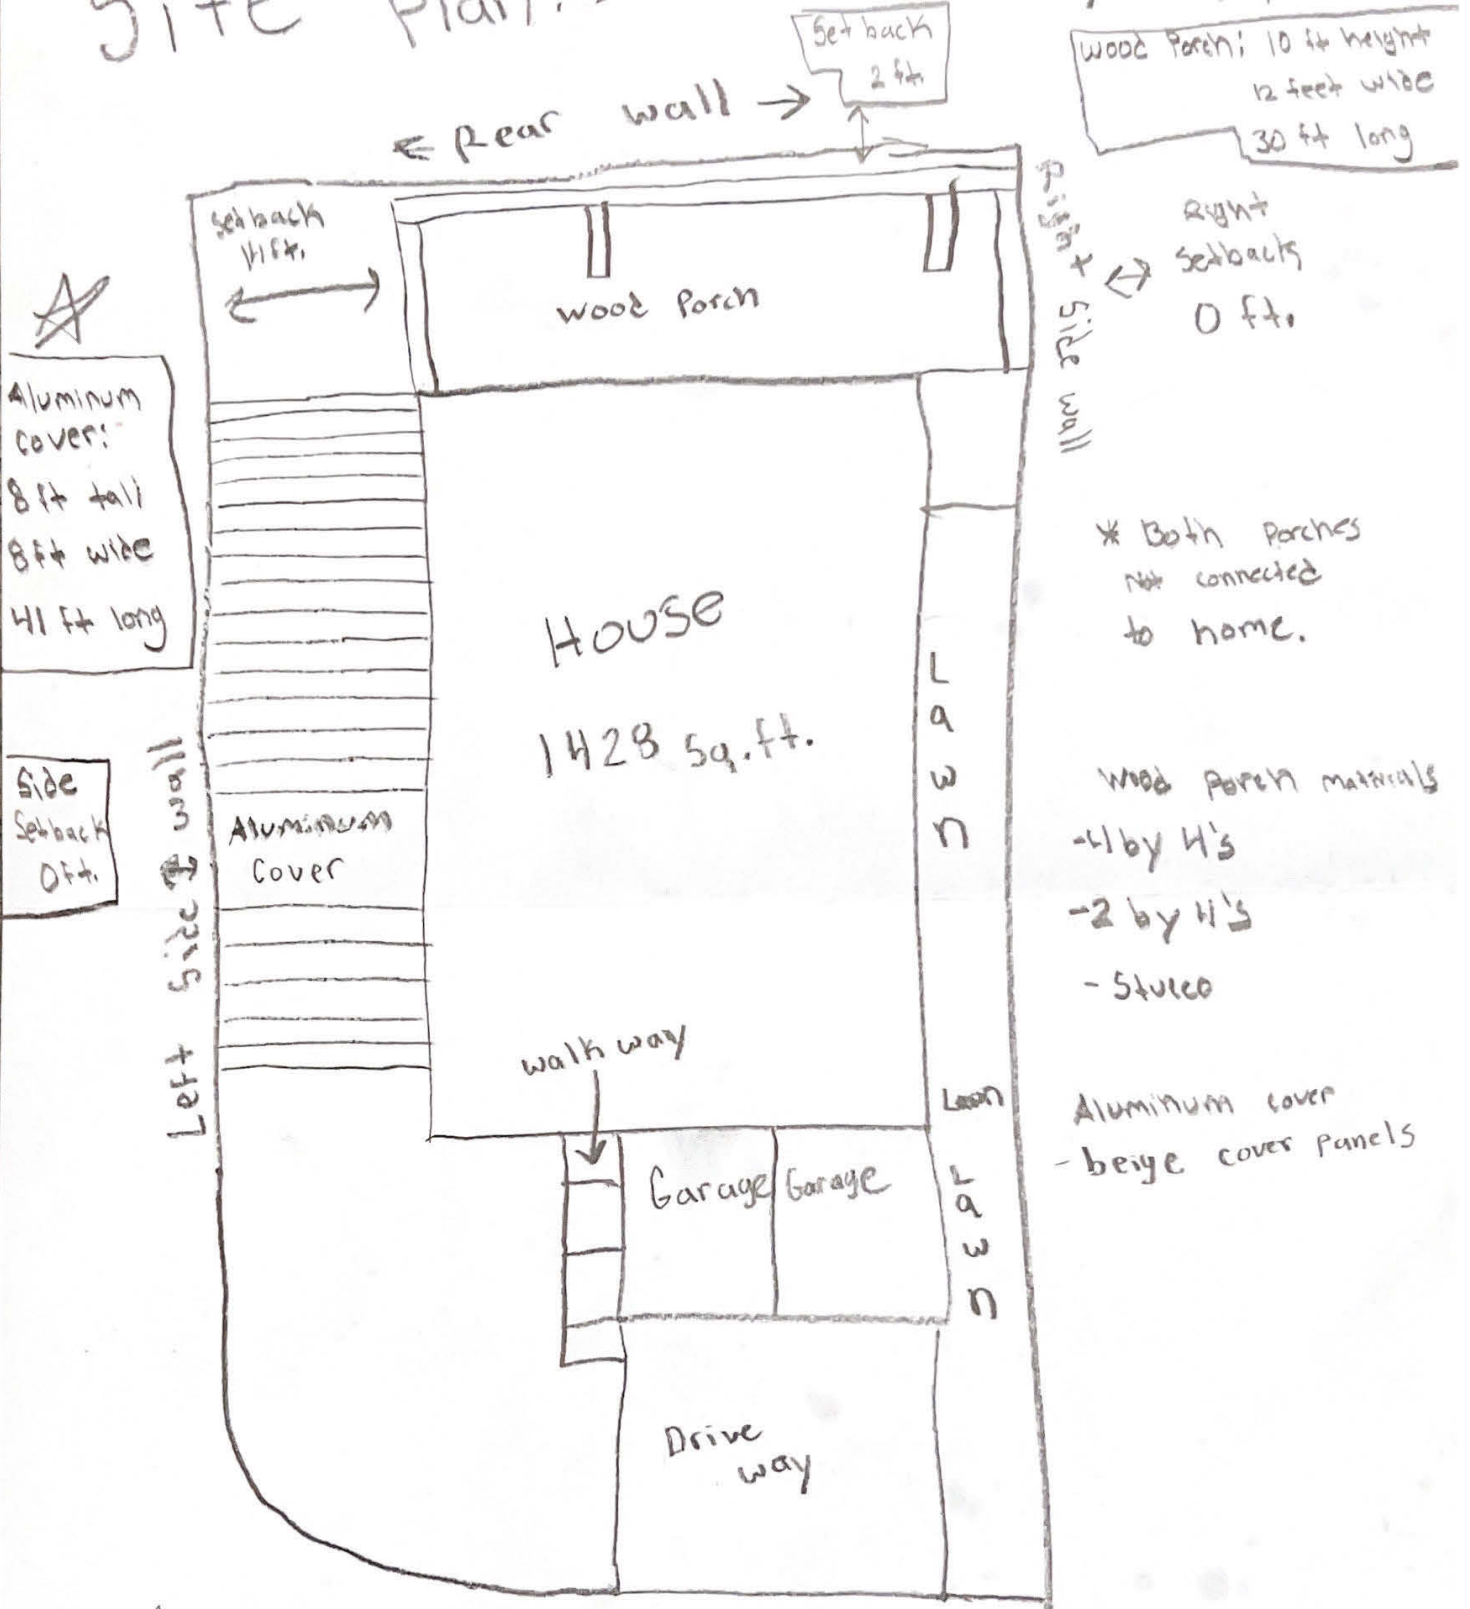 Site Plan:
Setback
2 ft.
Wood Porch: 10 ft height
12 feet wide
30 ft long
← Rear wall →
Setback
4 ft.
Wood Porch
Right Side wall
Right
Setback
0 ft.
Aluminum
Cover:
8 ft tall
8 ft wide
41 ft long
* Both Porches
Not connected
to home.
House
1428 sq.ft.
Lawn
Side
Setback
0 ft.
Left Side wall
Aluminum
Cover
Wood Porch materials
-4 by 4's
-2 by 4's
- Stucco
walk way
Lawn
Aluminum cover
- beige cover panels
Garage
Garage
Lawn
Drive
way